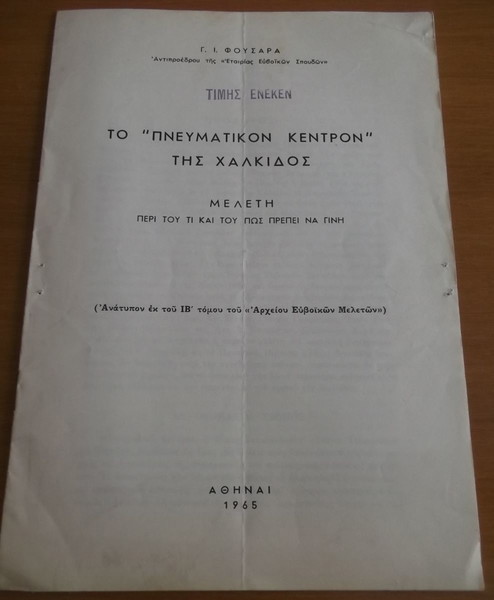 Γ. Ι. ΦΟΥΣΑΡΑ
Ἀντιπροέδρου τῆς «Ἑταιρίας Εὐβοϊκῶν Σπουδῶν»
ΤΙΜΗΣ ΕΝΕΚΕΝ
ΤΟ "ΠΝΕΥΜΑΤΙΚΟΝ ΚΕΝΤΡΟΝ"
ΤΗΣ ΧΑΛΚΙΔΟΣ
ΜΕΛΕΤΗ
ΠΕΡΙ ΤΟΥ ΤΙ ΚΑΙ ΤΟΥ ΠΩΣ ΠΡΕΠΕΙ ΝΑ ΓΙΝΗ
(Ἀνάτυπον ἐκ τοῦ ΙΒ' τόμου τοῦ «Ἀρχείου Εὐβοϊκῶν Μελετῶν»)
ΑΘΗΝΑΙ
1965